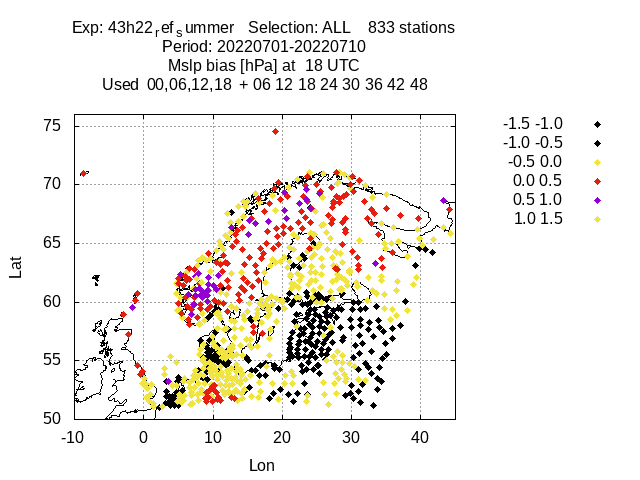 Exp: 43h22ref summer Selection: ALL 833 stations
Period: 20220701-20220710
Mslp bias [hPa] at 18 UTC
Used 00,06,12,18 + 06 12 18 24 30 36 42 48
75
70
65
60
55
50
Lat
-10 0 10 20 30 40
Lon
-1.5 -1.0
-1.0 -0.5
-0.5 0.0
0.0 0.5
0.5 1.0
1.0 1.5